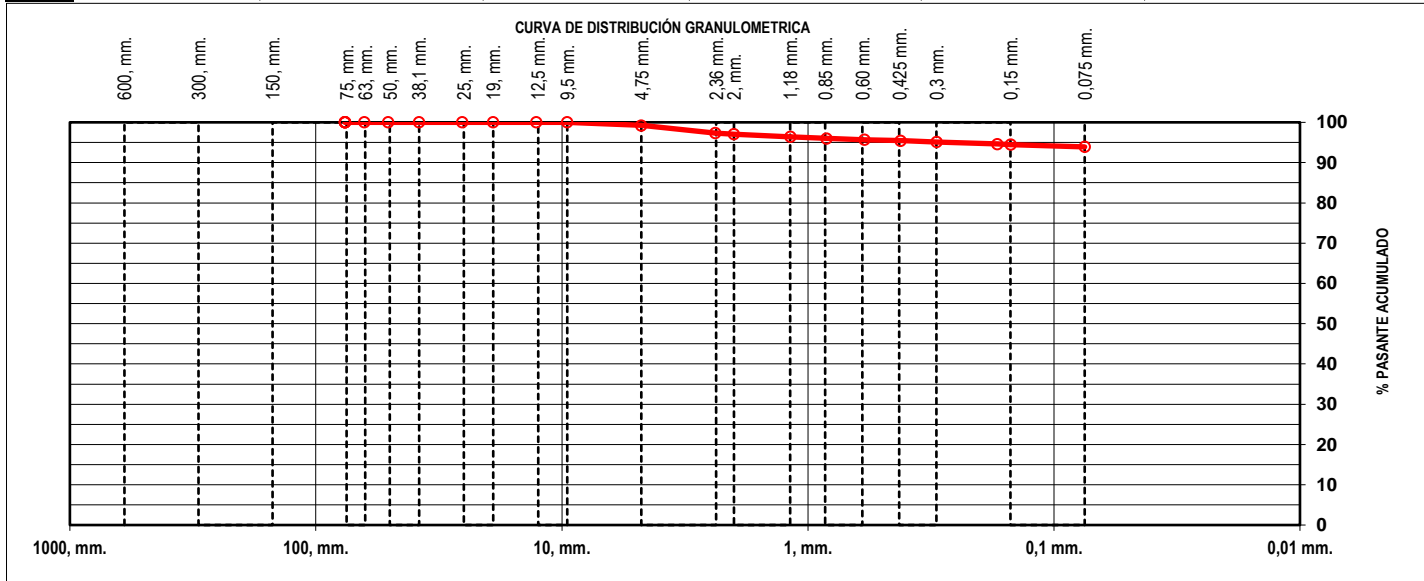 CURVA DE DISTRIBUCIÓN GRANULOMETRICA
600, mm.
300, mm.
150, mm.
75, mm.
63, mm.
50, mm.
38,1 mm.
25, mm.
19, mm.
12,5 mm.
9,5 mm.
4,75 mm.
2,36 mm.
2, mm.
1,18 mm.
0,85 mm.
0,60 mm.
0,425 mm.
0,3 mm.
0,15 mm.
0,075 mm.
100
90
80
70
60
50
40
30
20
10
0
% PASANTE ACUMULADO
1000, mm.
100, mm.
10, mm.
1, mm.
0,1 mm.
0,01 mm.